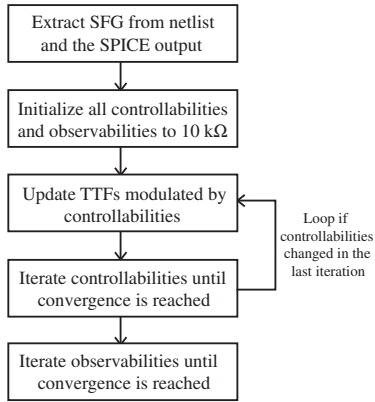 Extract SFG from netlist
and the SPICE output
Initialize all controllabilities
and observabilities to 10 kΩ
Update TTFs modulated by
controllabilities
Loop if
controllabilities
changed in the
last iteration
Iterate controllabilities until
convergence is reached
Iterate observabilities until
convergence is reached